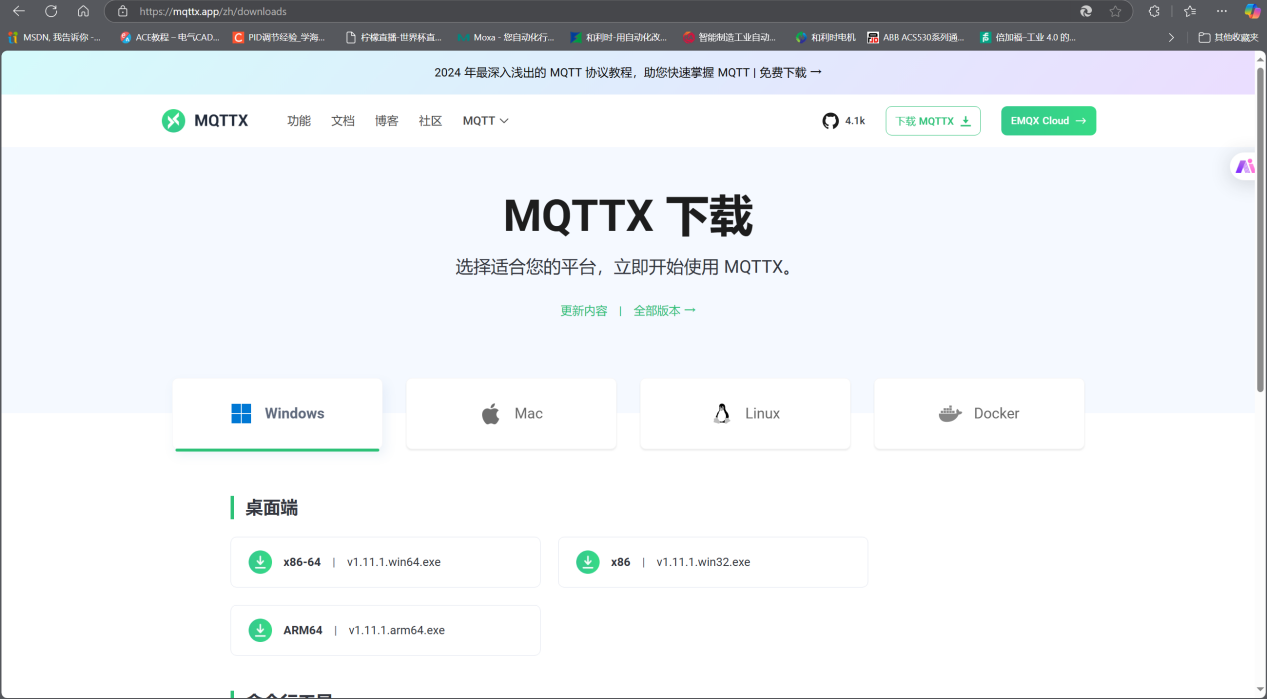 https://mqttx.app/zh/downloads
MSDN, 我告诉你 -... ACE教程 – 电气CAD... PID调节经验_学海... 柠檬直播-世界杯直... Moxa - 您自动化行... 和利时-用自动化改... 智能制造工业自动... 和利时电机 ABB ACS530系列通... 倍加福–工业 4.0 的... 其他收藏夹
2024 年最深入浅出的 MQTT 协议教程，助您快速掌握 MQTT | 免费下载 →
MQTTX 功能 文档 博客 社区 MQTT 4.1k 下载 MQTTX EMQX Cloud →
MQTTX 下载
选择适合您的平台，立即开始使用 MQTTX。
更新内容 | 全部版本 →
Windows Mac Linux Docker
桌面端
x86-64 | v1.11.1.win64.exe x86 | v1.11.1.win32.exe
ARM64 | v1.11.1.arm64.exe